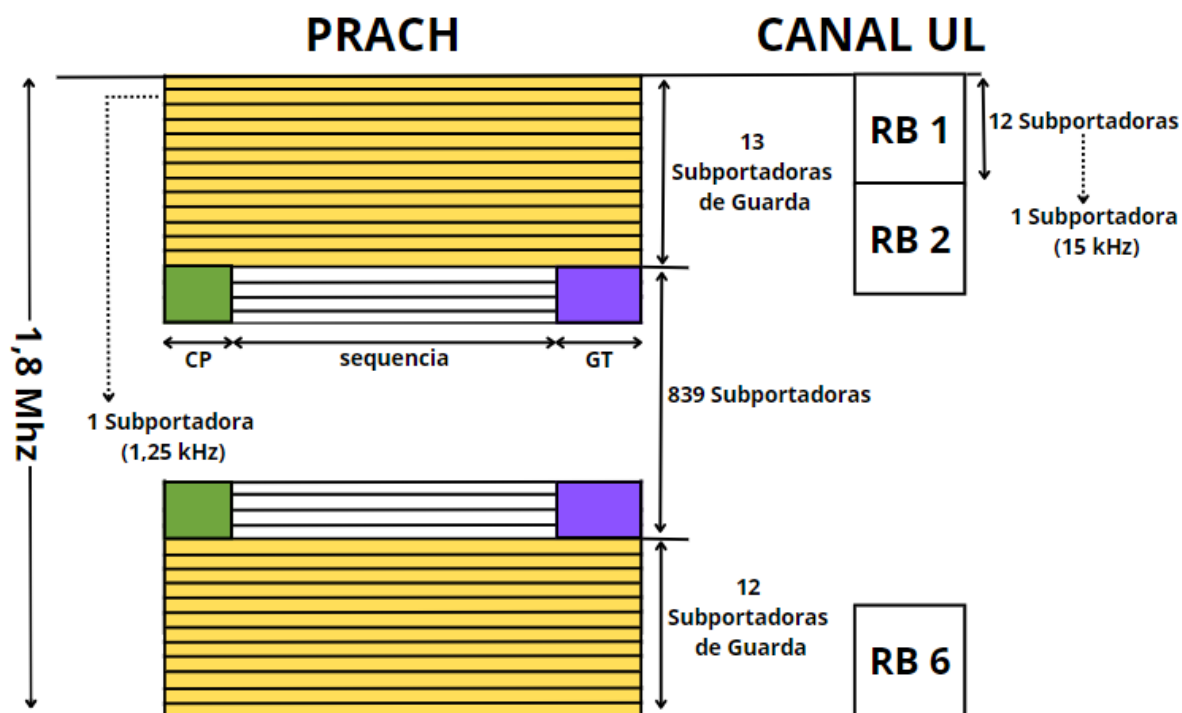 PRACH
CANAL UL
1,8 Mhz
13
Subportadoras
de Guarda
RB 1
12 Subportadoras
1 Subportadora
(15 kHz)
RB 2
CP
sequencia
GT
839 Subportadoras
1 Subportadora
(1,25 kHz)
12
Subportadoras
de Guarda
RB 6